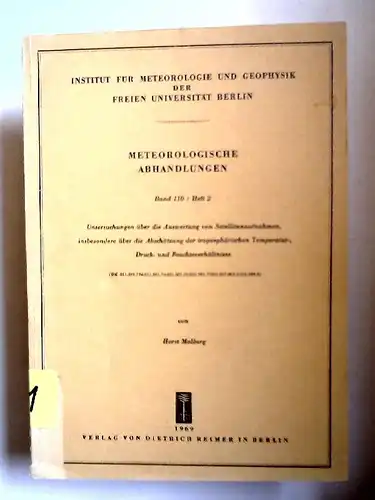 INSTITUT FÜR METEOROLOGIE UND GEOPHYSIK
DER
FREIEN UNIVERSITÄT BERLIN
METEOROLOGISCHE
ABHANDLUNGEN
Band 110 / Heft 2
Untersuchungen über die Auswertung von Satellitenaufnahmen,
insbesondere über die Abschätzung der troposphärischen Temperatur-,
Druck- und Feuchteverhältnisse
von
Horst Malberg
1969
VERLAG VON DIETRICH REIMER IN BERLIN